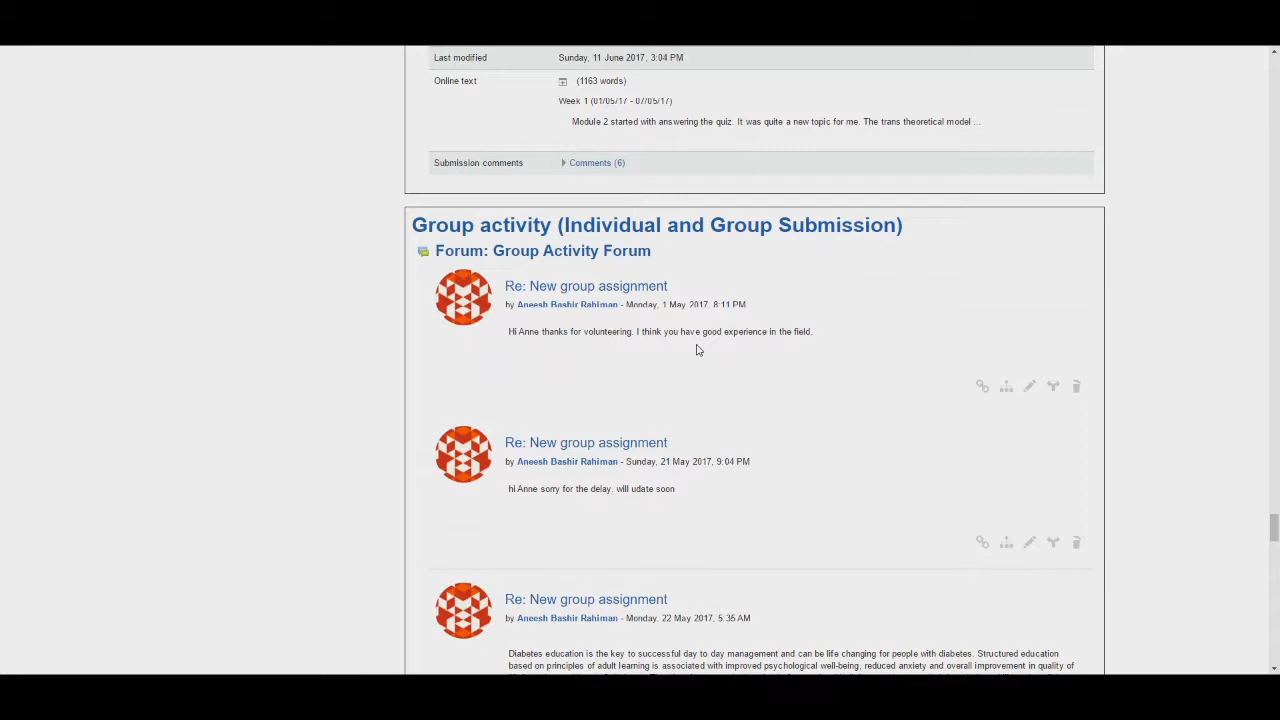 Last modified Sunday, 11 June 2017, 3:04 PM
Online text (1163 words)
Week 1 (01/05/17 - 07/05/17)
Module 2 started with answering the quiz. It was quite a new topic for me. The trans theoretical model ...
Submission comments Comments (6)
Group activity (Individual and Group Submission)
Forum: Group Activity Forum
Re: New group assignment
by Aneesh Bashir Rahiman - Monday, 1 May 2017, 8:11 PM
Hi Anne thanks for volunteering. I think you have good experience in the field.
Re: New group assignment
by Aneesh Bashir Rahiman - Sunday, 21 May 2017, 9:04 PM
hi Anne sorry for the delay. will udate soon
Re: New group assignment
by Aneesh Bashir Rahiman - Monday, 22 May 2017, 5:35 AM
Diabetes education is the key to successful day to day management and can be life changing for people with diabetes. Structured education
based on principles of adult learning is associated with improved psychological well-being, reduced anxiety and overall improvement in quality of